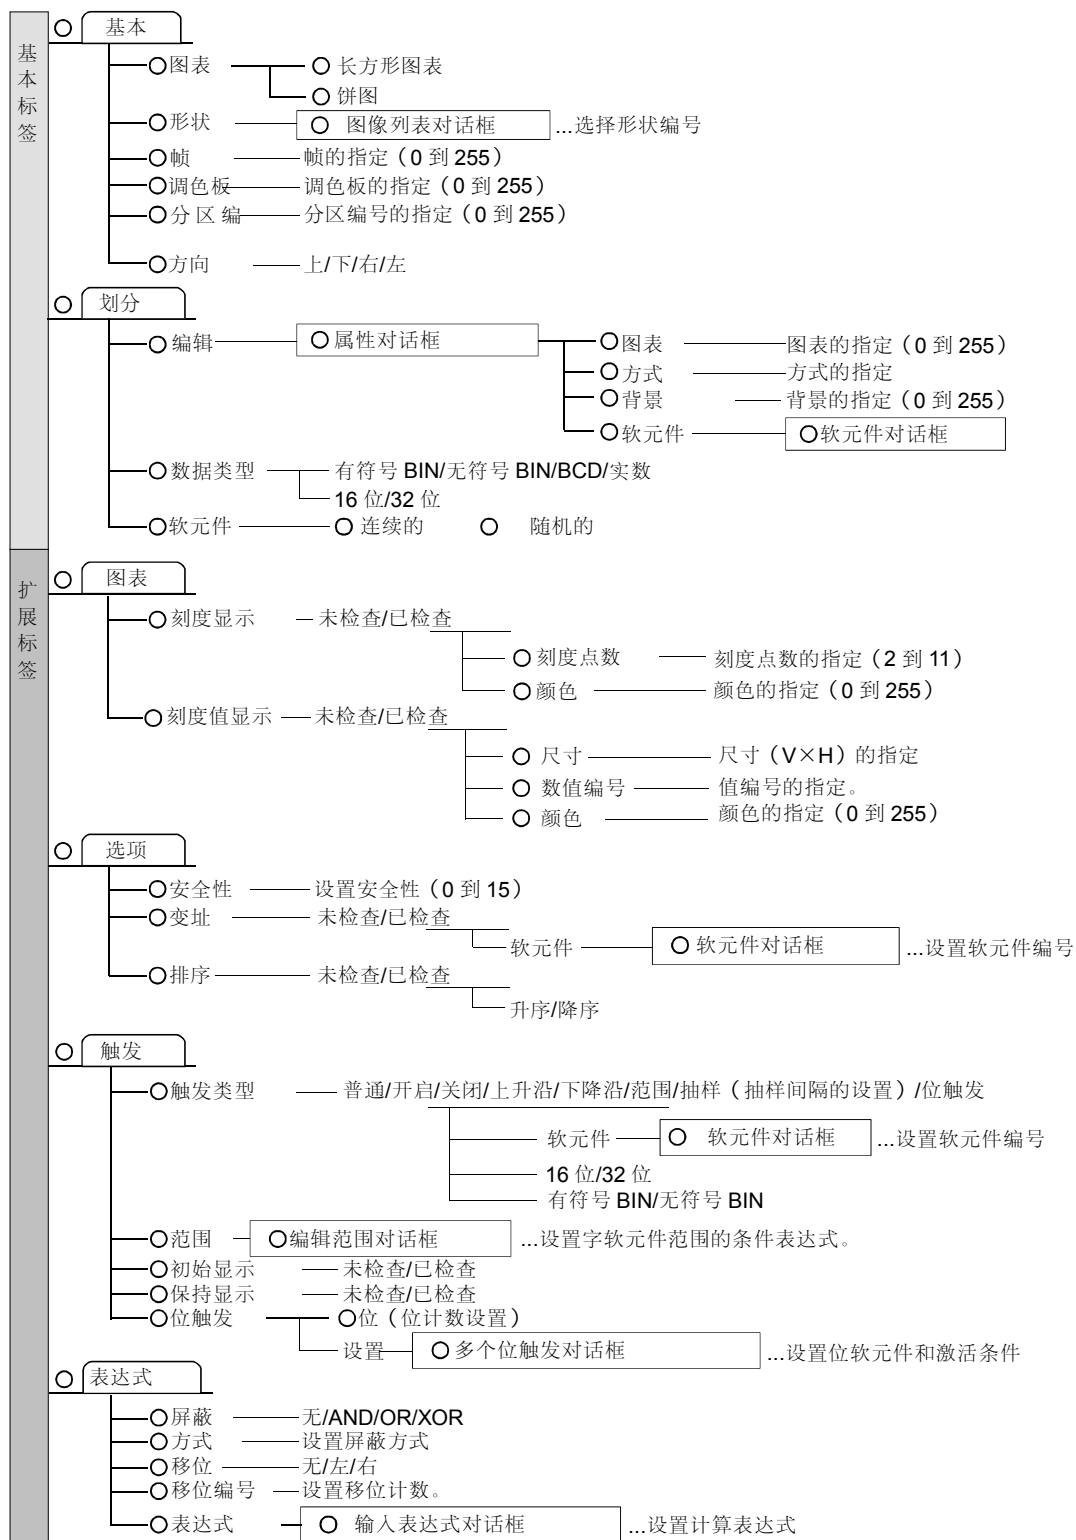 基本标签
基本
图表 长方形图表
饼图
形状 图像列表对话框 ...选择形状编号
帧 帧的指定（0 到 255）
调色板 调色板的指定（0 到 255）
分 区 编 分区编号的指定（0 到 255）
方向 上/下/右/左
划分
编辑 属性对话框 图表 图表的指定（0 到 255）
方式 方式的指定
背景 背景的指定（0 到 255）
软元件 软元件对话框
数据类型 有符号 BIN/无符号 BIN/BCD/实数
16 位/32 位
软元件 连续的 随机的
扩展标签
图表
刻度显示 未检查/已检查
刻度点数 刻度点数的指定（2 到 11）
颜色 颜色的指定（0 到 255）
刻度值显示 未检查/已检查
尺寸 尺寸（V×H）的指定
数值编号 值编号的指定。
颜色 颜色的指定（0 到 255）
选项
安全性 设置安全性（0 到 15）
变址 未检查/已检查
软元件 软元件对话框 ...设置软元件编号
排序 未检查/已检查
升序/降序
触发
触发类型 普通/开启/关闭/上升沿/下降沿/范围/抽样（抽样间隔的设置）/位触发
软元件 软元件对话框 ...设置软元件编号
16 位/32 位
有符号 BIN/无符号 BIN
范围 编辑范围对话框 ...设置字软元件范围的条件表达式。
初始显示 未检查/已检查
保持显示 未检查/已检查
位触发 位（位计数设置）
设置 多个位触发对话框 ...设置位软元件和激活条件
表达式
屏蔽 无/AND/OR/XOR
方式 设置屏蔽方式
移位 无/左/右
移位编号 设置移位计数。
表达式 输入表达式对话框 ...设置计算表达式